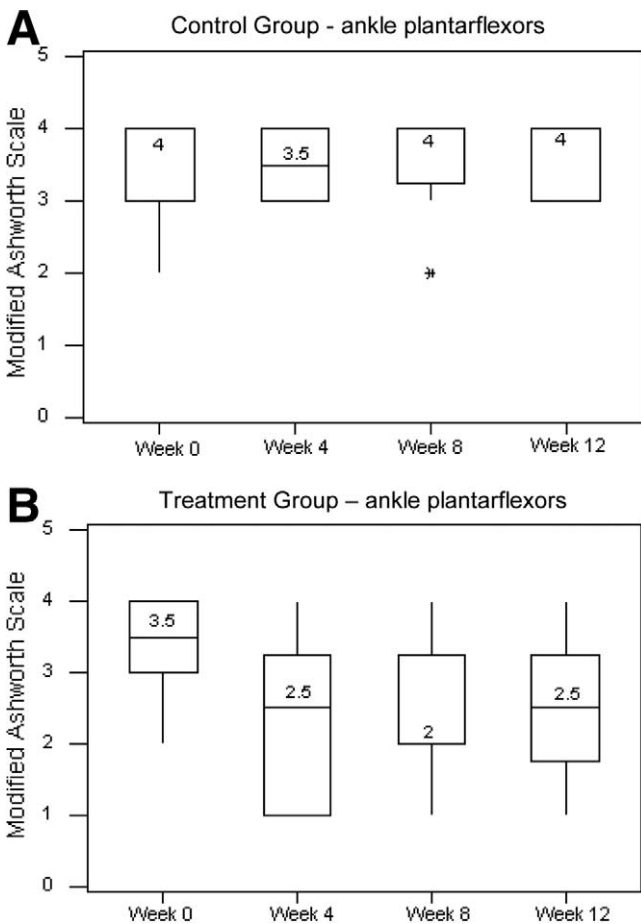 A
Control Group - ankle plantarflexors
Modified Ashworth Scale
5
4
3
2
1
0
4
3.5
4
4
*
Week 0
Week 4
Week 8
Week 12
B
Treatment Group – ankle plantarflexors
Modified Ashworth Scale
5
4
3
2
1
0
3.5
2.5
2
2.5
Week 0
Week 4
Week 8
Week 12